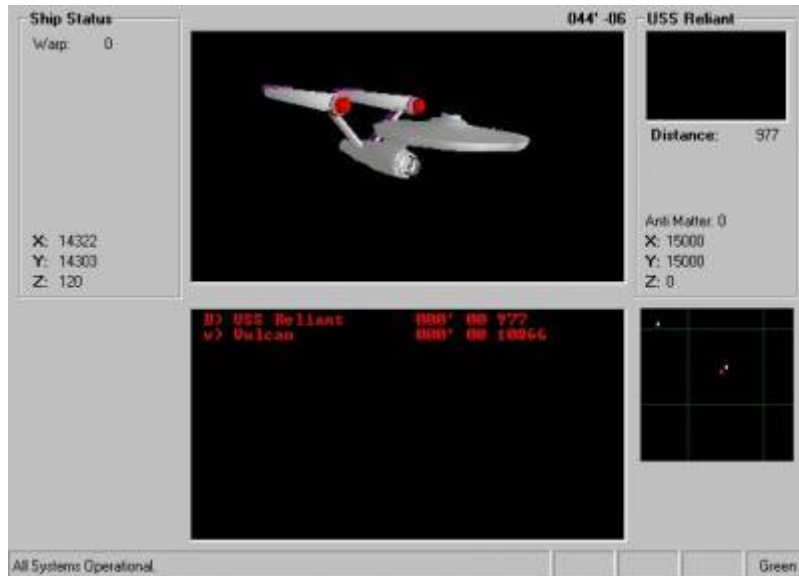 Ship Status
Warp: 0
X: 14322
Y: 14303
Z: 120
044' -06
USS Reliant
Distance: 977
Anti Matter: 0
X: 15000
Y: 15000
Z: 0
B) USS Reliant 000' 00 977
v) Vulcan 000' 00 10866
All Systems Operational.
Green